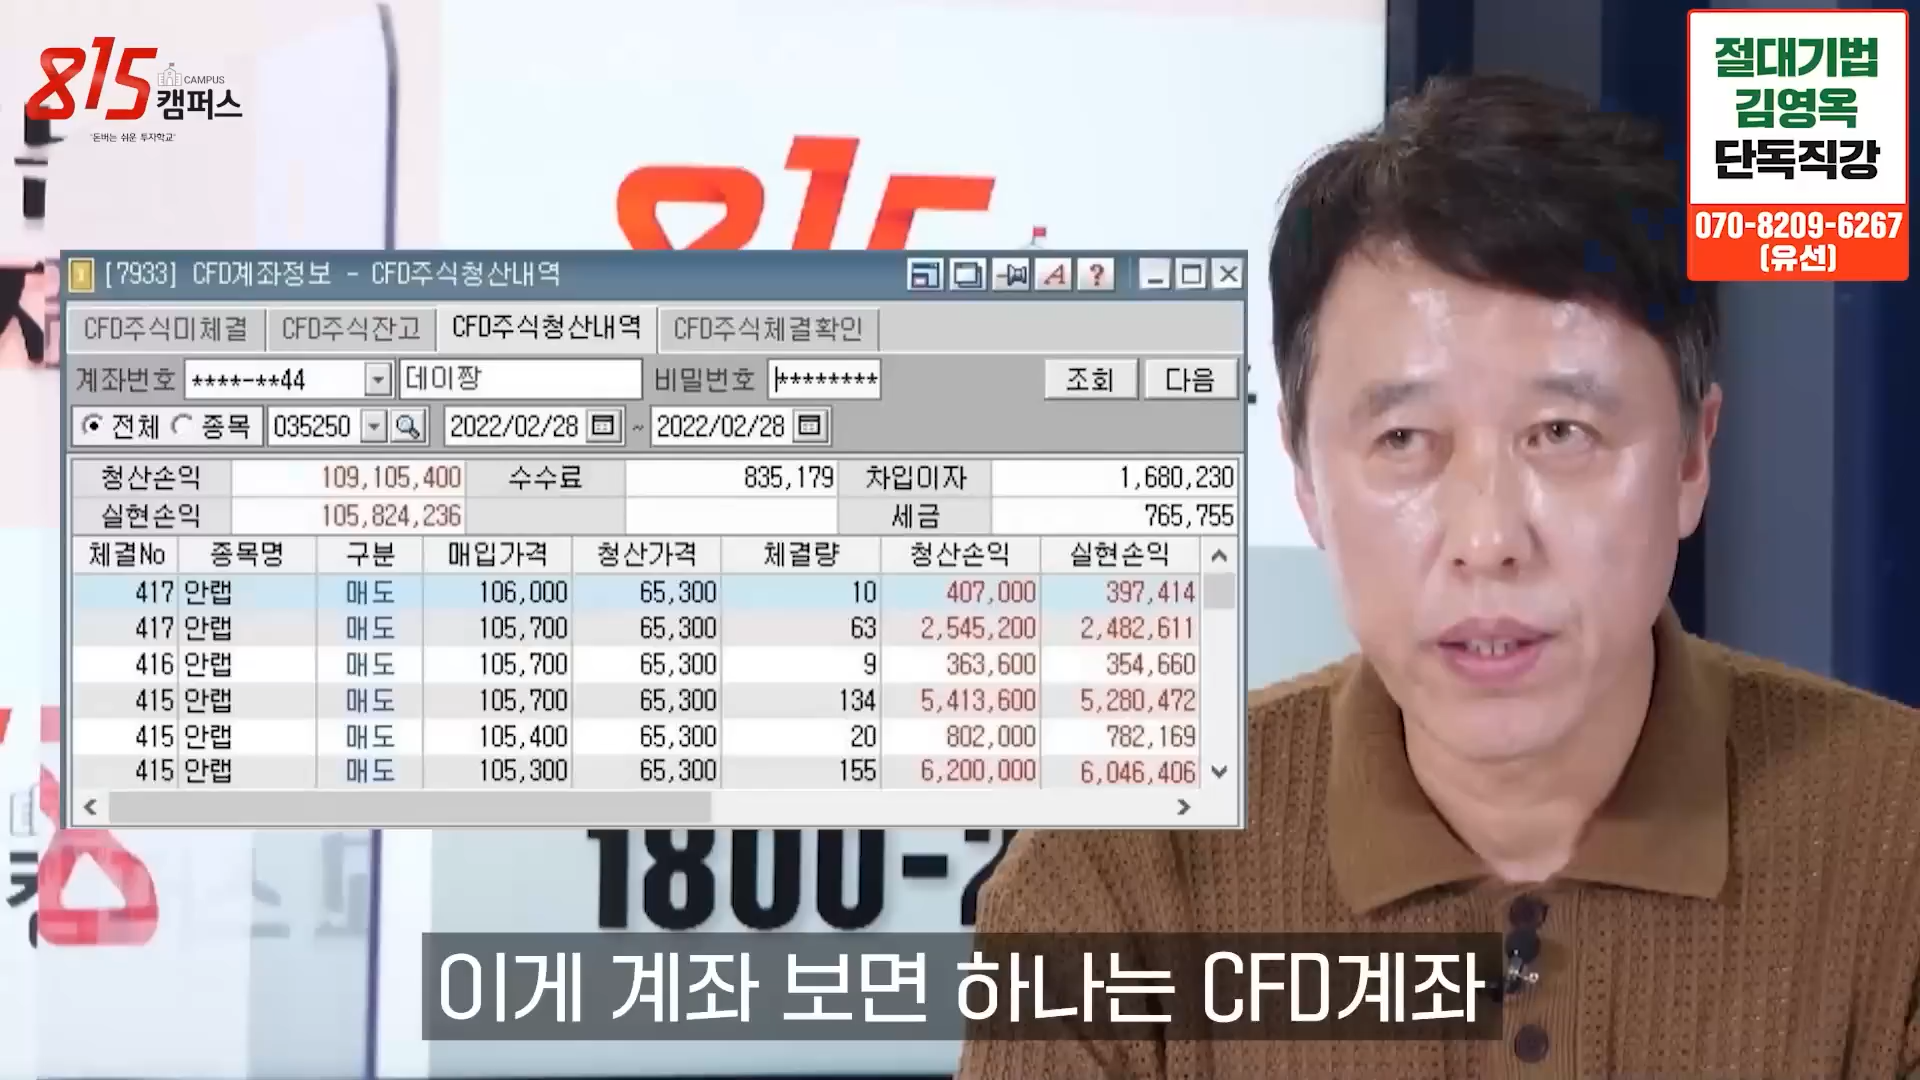 815 CAMPUS
캠퍼스
"돈버는 쉬운 투자학교"
절대기법
김영옥
단독직강
070-8209-6267
(유선)
815
[7933] CFD계좌정보 - CFD주식청산내역
CFD주식미체결 CFD주식잔고 CFD주식청산내역 CFD주식체결확인
계좌번호 ****-**44 데이짱 비밀번호 ******** 조회 다음
전체 종목 035250 2022/02/28 ~ 2022/02/28
청산손익 109,105,400 수수료 835,179 차입이자 1,680,230
실현손익 105,824,236 세금 765,755
체결No 종목명 구분 매입가격 청산가격 체결량 청산손익 실현손익
417 안랩 매도 106,000 65,300 10 407,000 397,414
417 안랩 매도 105,700 65,300 63 2,545,200 2,482,611
416 안랩 매도 105,700 65,300 9 363,600 354,660
415 안랩 매도 105,700 65,300 134 5,413,600 5,280,472
415 안랩 매도 105,400 65,300 20 802,000 782,169
415 안랩 매도 105,300 65,300 155 6,200,000 6,046,406
1800-2
이게 계좌 보면 하나는 CFD계좌